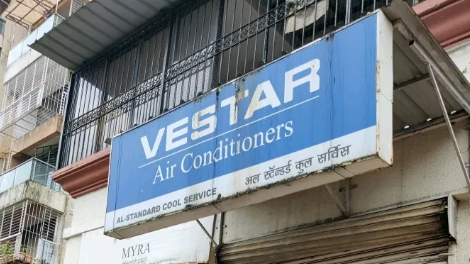 VESTAR
Air Conditioners
AL-STANDARD COOL SERVICE
अल स्टॅन्डर्ड कुल सर्विस
MYRA